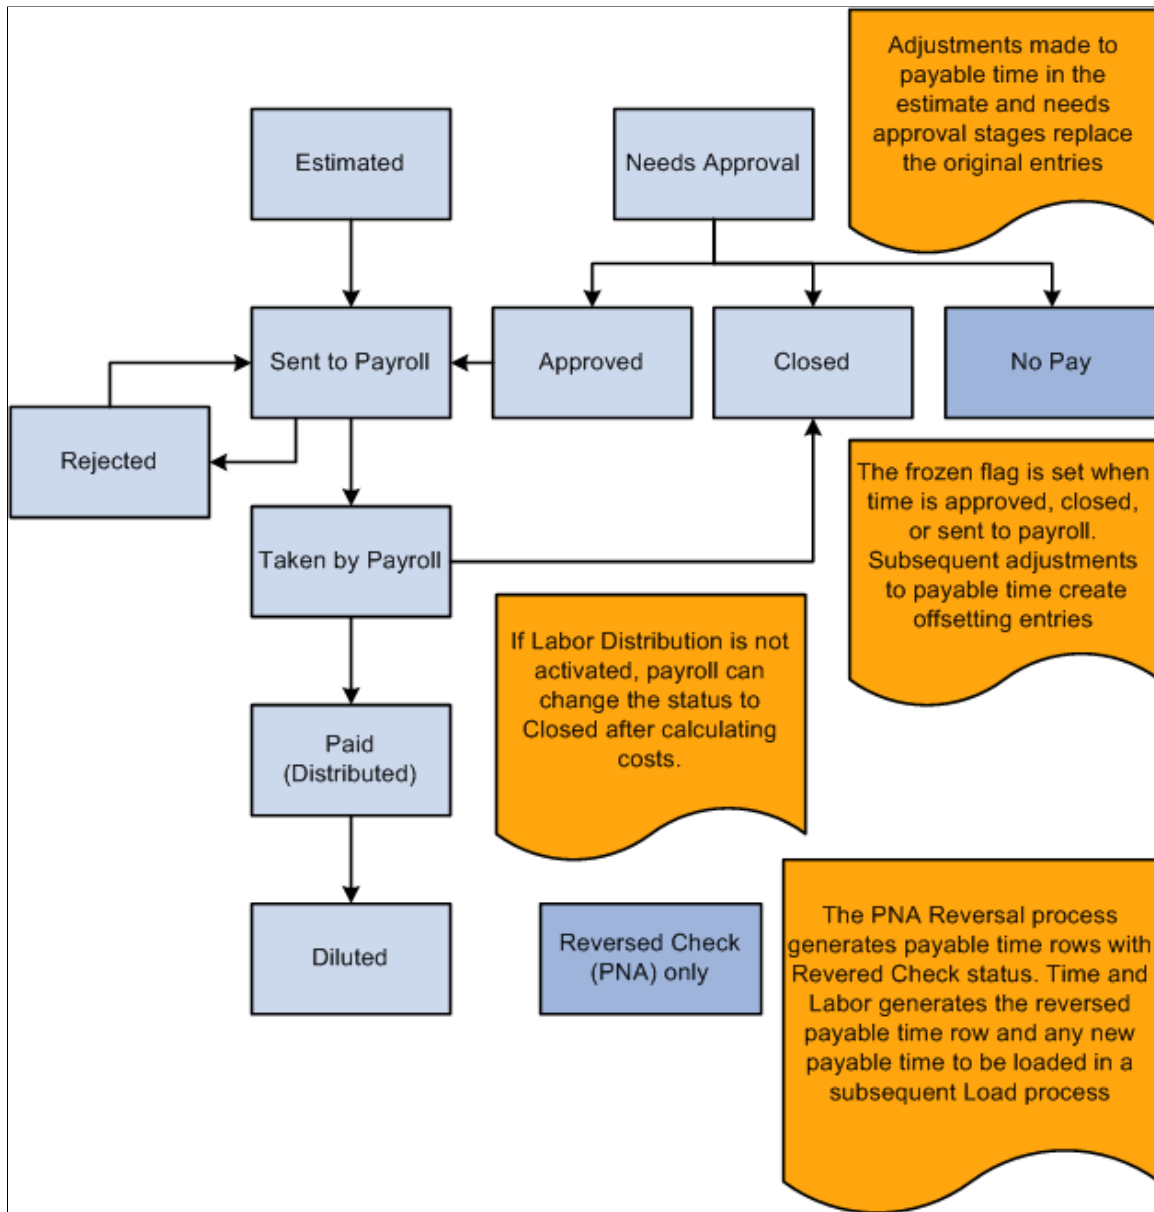 Adjustments made to
payable time in the
estimate and needs
approval stages replace
the original entries
Estimated
Needs Approval
Sent to Payroll
Approved
Closed
No Pay
Rejected
The frozen flag is set when
time is approved, closed,
or sent to payroll.
Subsequent adjustments
to payable time create
offsetting entries
Taken by Payroll
If Labor Distribution is not
activated, payroll can
change the status to
Closed after calculating
costs.
Paid
(Distributed)
Diluted
Reversed Check
(PNA) only
The PNA Reversal process
generates payable time rows with
Revered Check status. Time and
Labor generates the reversed
payable time row and any new
payable time to be loaded in a
subsequent Load process